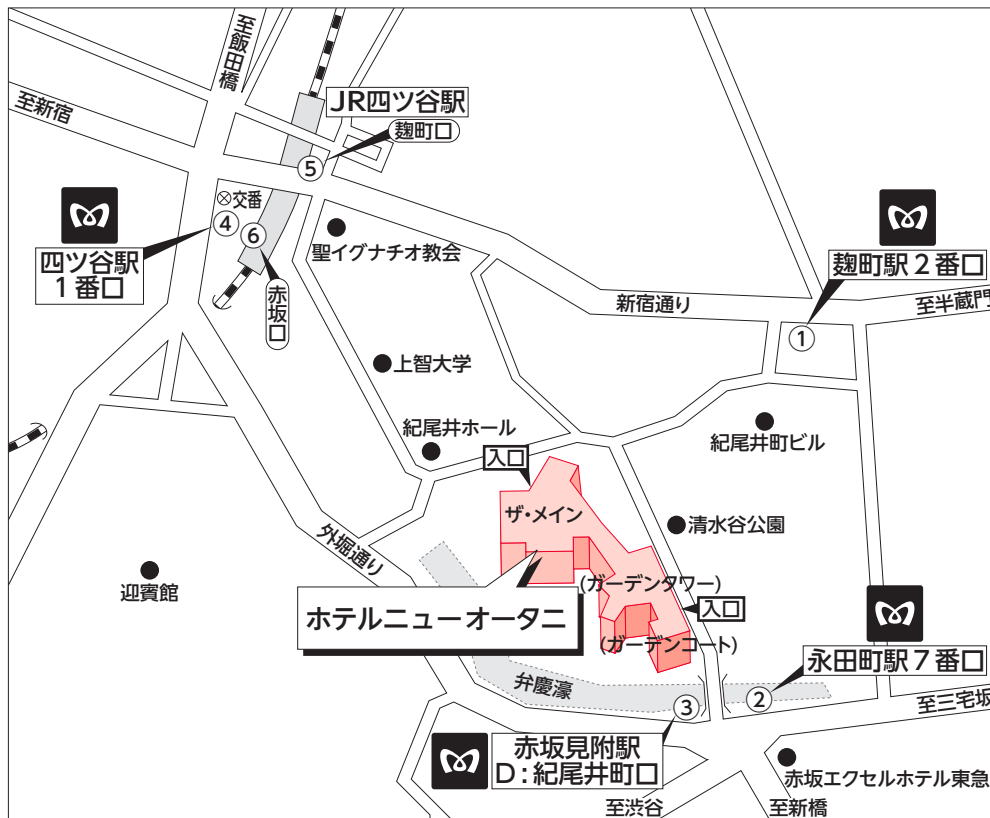 至飯田橋
至新宿
JR四ツ谷駅
麹町口
⑤
交番
④
⑥
四ツ谷駅
1番口
聖イグナチオ教会
赤坂口
麹町駅2番口
新宿通り
至半蔵門
①
上智大学
紀尾井ホール
紀尾井町ビル
入口
ザ・メイン
清水谷公園
外堀通り
迎賓館
(ガーデンタワー)
入口
ホテルニューオータニ
(ガーデンコート)
永田町駅7番口
弁慶濠
②
③
至三宅坂
赤坂見附駅
D:紀尾井町口
赤坂エクセルホテル東急
至渋谷
至新橋